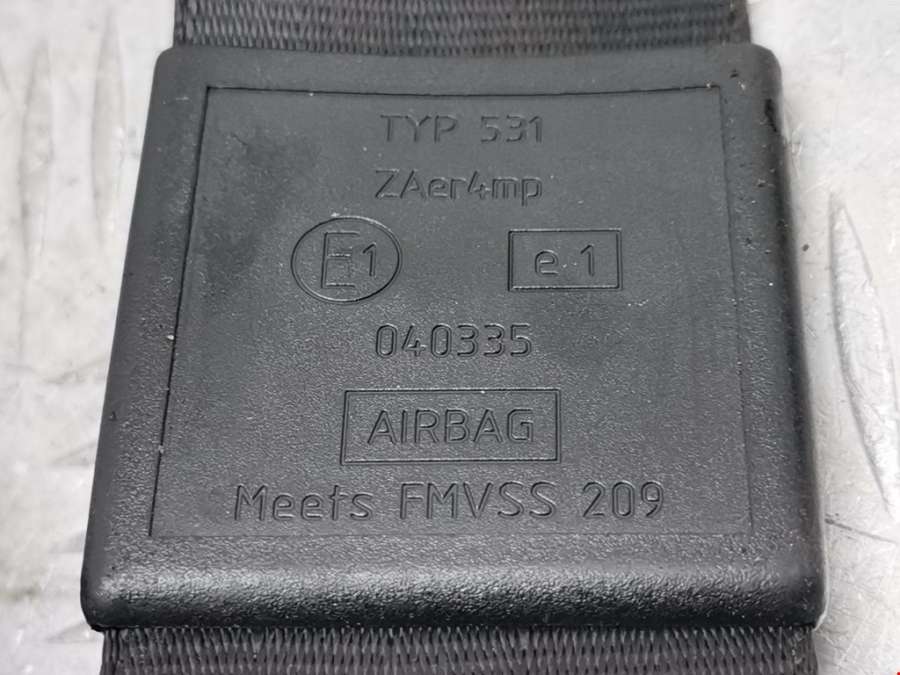 TYP 531
ZAer4mp
E1 e 1
040335
AIRBAG
Meets FMVSS 209